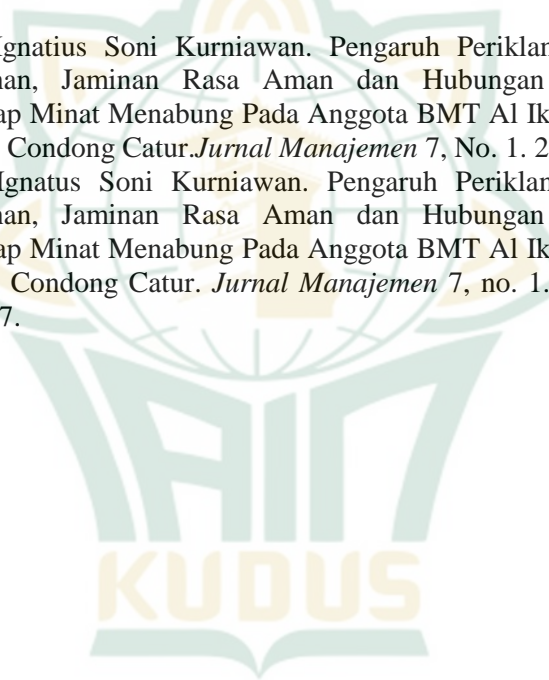 Ignatius Soni Kurniawan. Pengaruh Periklan
nan, Jaminan Rasa Aman dan Hubungan
ap Minat Menabung Pada Anggota BMT Al Ik
Condong Catur.Jurnal Manajemen 7, No. 1. 2
Ignatus Soni Kurniawan. Pengaruh Periklan
nan, Jaminan Rasa Aman dan Hubungan
ap Minat Menabung Pada Anggota BMT Al Ik
Condong Catur. Jurnal Manajemen 7, no. 1.
7.
IAIN
KUDUS